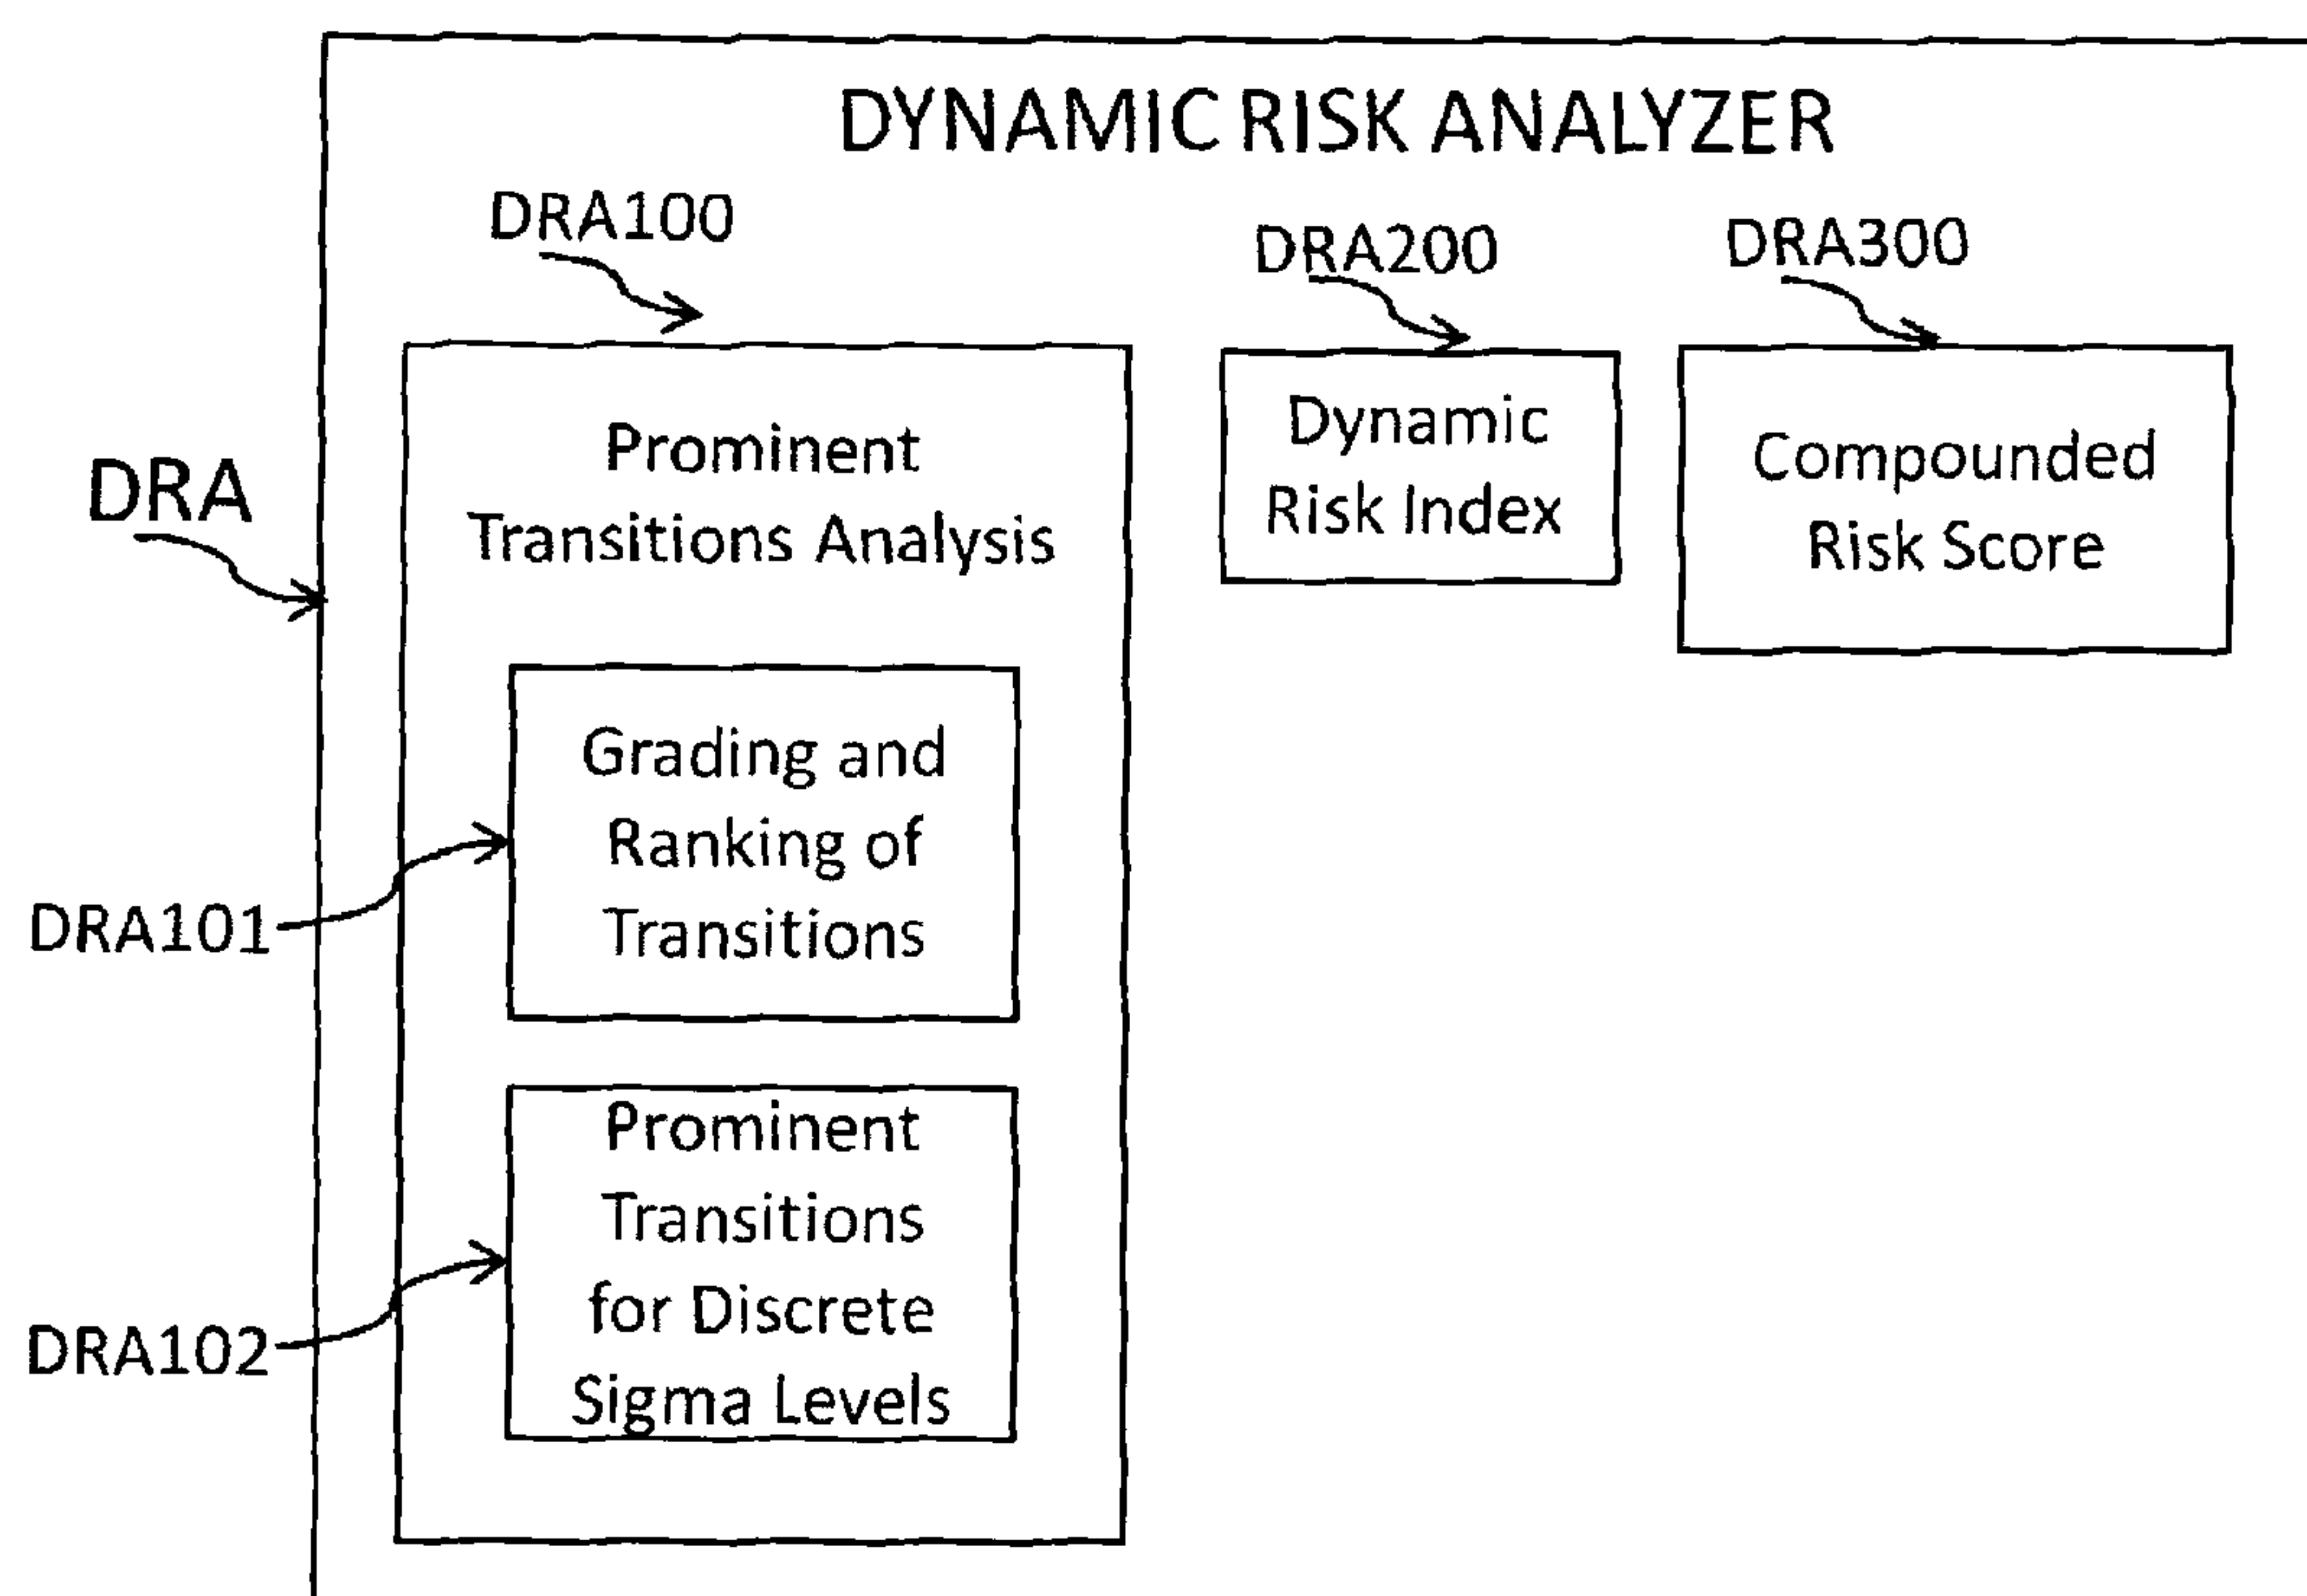 DYNAMIC RISK ANALYZER
DRA100
DRA200
DRA300
DRA
Prominent
Transitions Analysis
Dynamic
Risk Index
Compounded
Risk Score
DRA101
Grading and
Ranking of
Transitions
DRA102
Prominent
Transitions
for Discrete
Sigma Levels